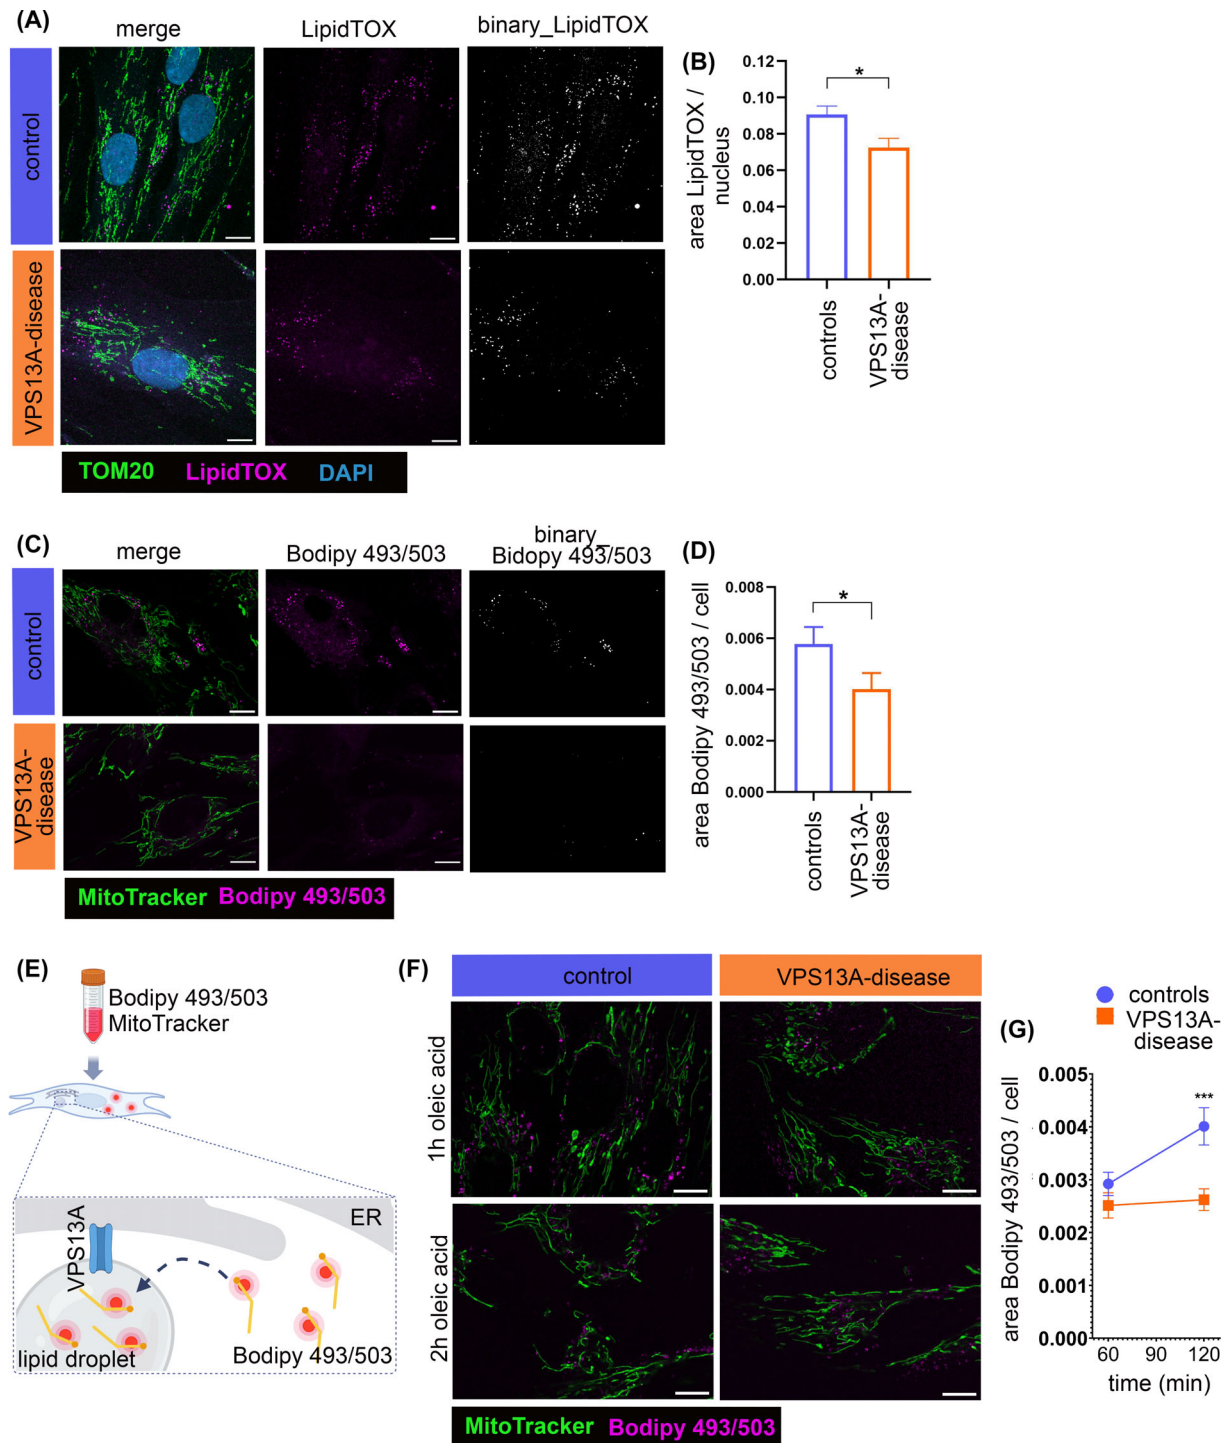 (A)
merge
LipidTOX
binary_LipidTOX
control
VPS13A-disease
TOM20 LipidTOX DAPI
(B)
area LipidTOX /
nucleus
0.12
0.10
0.08
0.06
0.04
0.02
0.00
*
controls
VPS13A-
disease
(C)
merge
Bodipy 493/503
binary_
Bidopy 493/503
control
VPS13A-
disease
MitoTracker Bodipy 493/503
(D)
area Bodipy 493/503 / cell
0.008
0.006
0.004
0.002
0.000
*
controls
VPS13A-
disease
(E)
Bodipy 493/503
MitoTracker
ER
VPS13A
lipid droplet
Bodipy 493/503
(F)
control
VPS13A-disease
1h oleic acid
2h oleic acid
MitoTracker Bodipy 493/503
(G)
controls
VPS13A-
disease
area Bodipy 493/503 / cell
0.005
0.004
0.003
0.002
0.001
0.000
***
60 90 120
time (min)